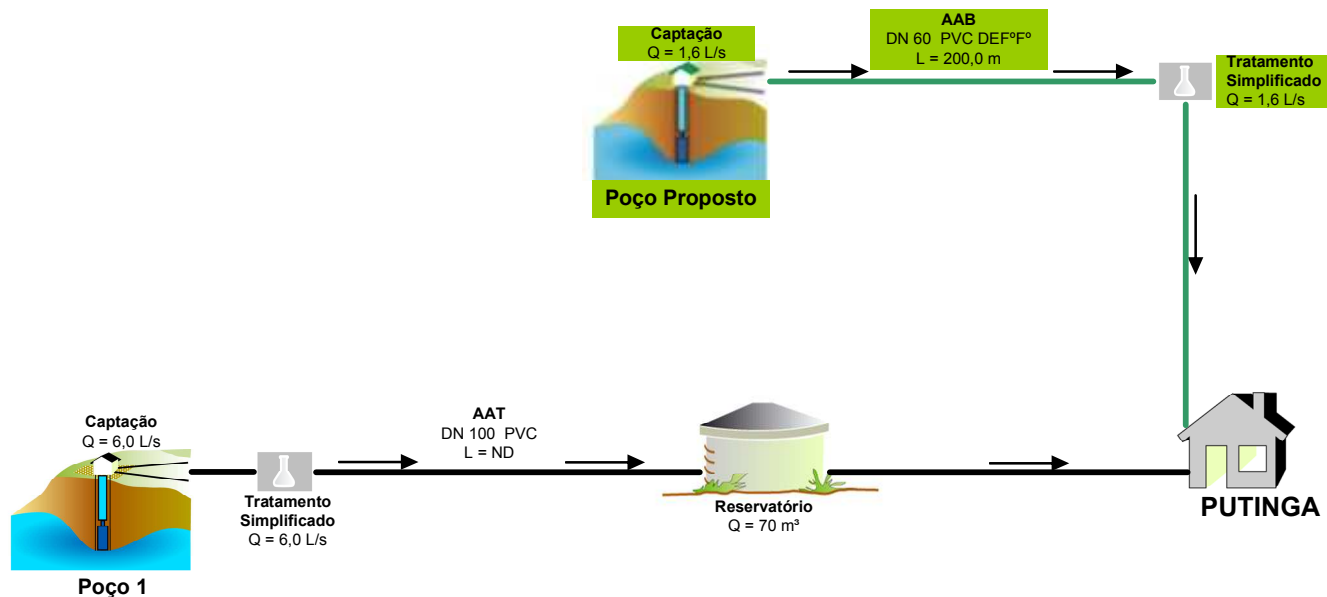 Captação
Q = 1,6 L/s
AAB
DN 60 PVC DEFºFº
L = 200,0 m
Tratamento
Simplificado
Q = 1,6 L/s
Poço Proposto
Captação
Q = 6,0 L/s
AAT
DN 100 PVC
L = ND
Tratamento
Simplificado
Q = 6,0 L/s
Reservatório
Q = 70 m³
PUTINGA
Poço 1